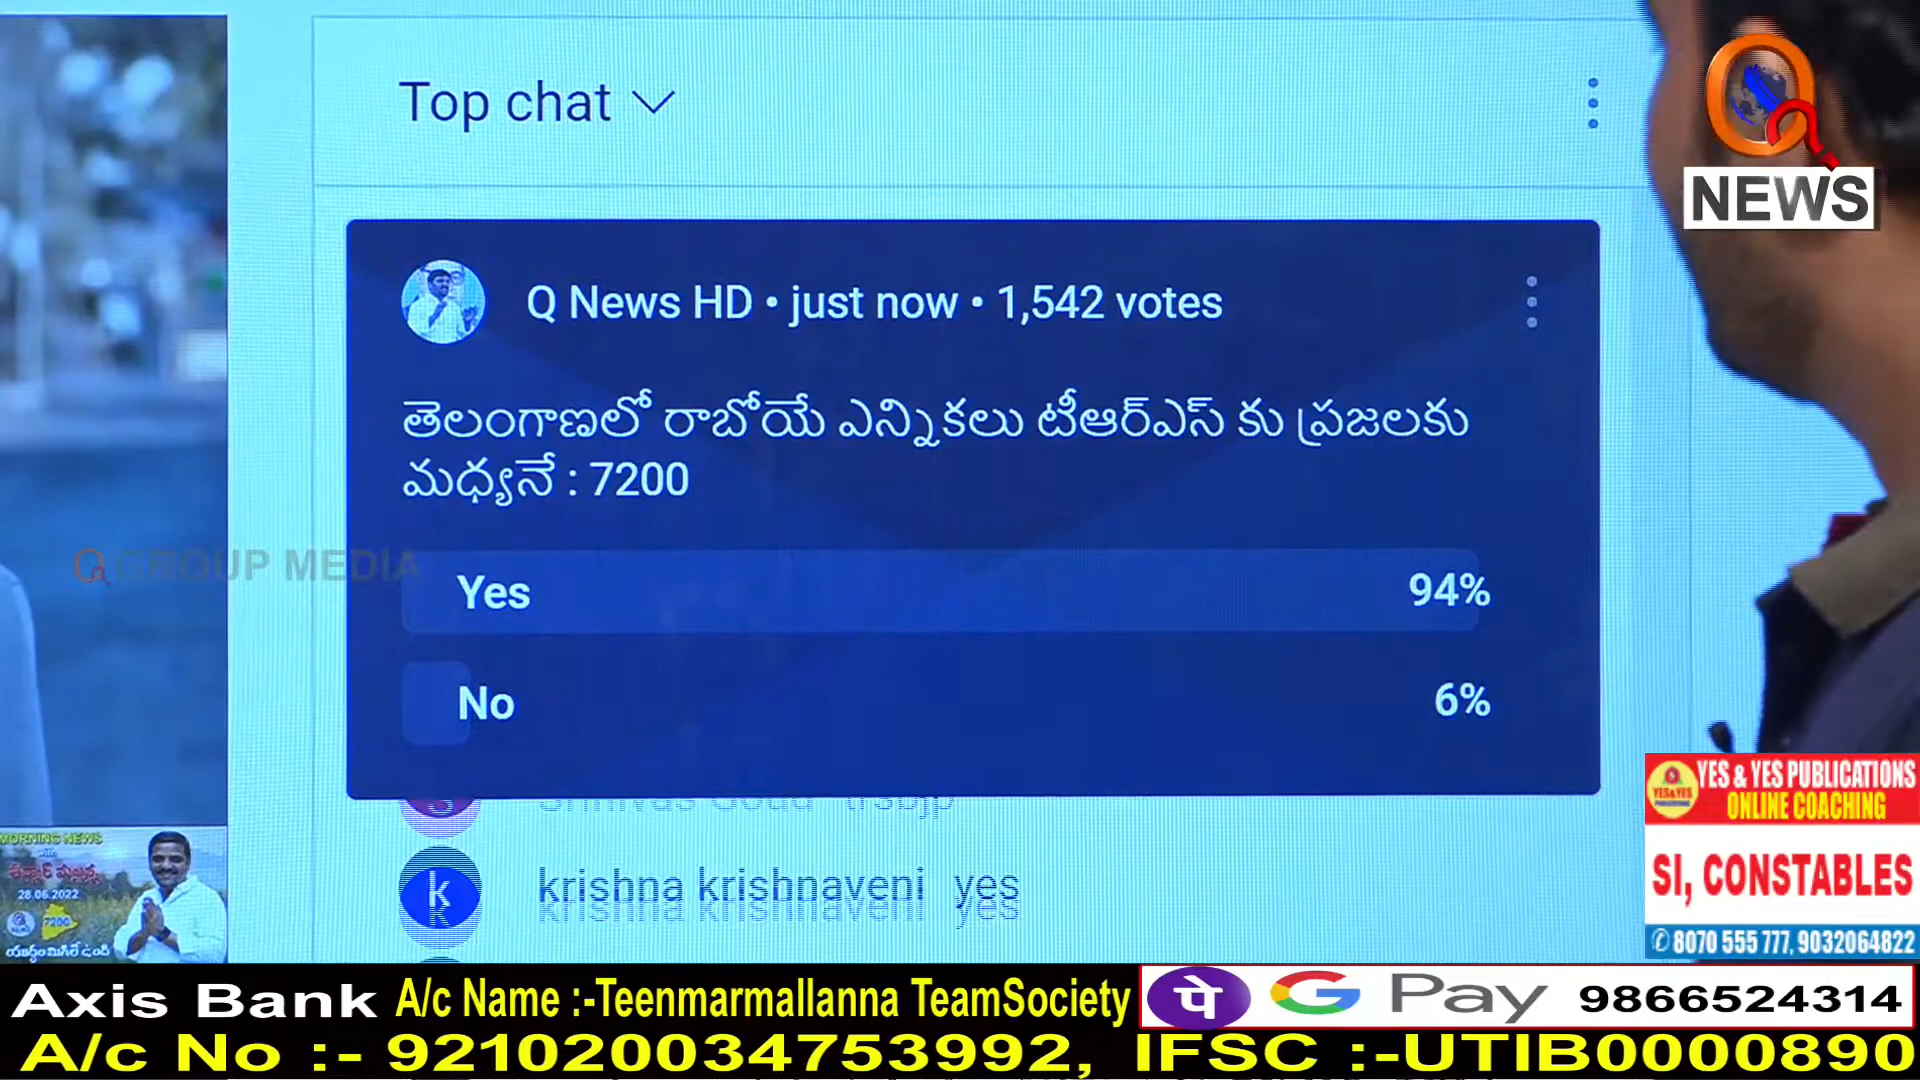 Top chat
NEWS
Q News HD • just now • 1,542 votes
తెలంగాణలో రాబోయే ఎన్నికలు టీఆర్ఎస్ కు ప్రజలకు
మధ్యనే : 7200
GROUP MEDIA
Yes 94%
No 6%
krishna krishnaveni yes
MORNING NEWS
28.06.2022
7200
YES & YES PUBLICATIONS
ONLINE COACHING
SI, CONSTABLES
8070 555 777, 9032064822
Axis Bank A/c Name :-Teenmarmallanna TeamSociety
पे G Pay 9866524314
A/c No :- 921020034753992, IFSC :-UTIB0000890